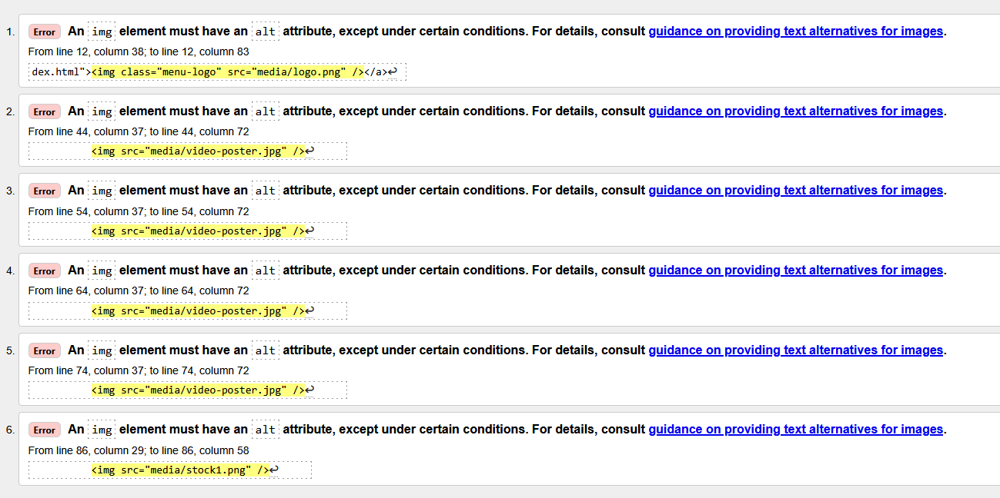 1. Error An img element must have an alt attribute, except under certain conditions. For details, consult guidance on providing text alternatives for images.
From line 12, column 38; to line 12, column 83
dex.html"><img class="menu-logo" src="media/logo.png" /></a>↩
2. Error An img element must have an alt attribute, except under certain conditions. For details, consult guidance on providing text alternatives for images.
From line 44, column 37; to line 44, column 72
<img src="media/video-poster.jpg" />↩
3. Error An img element must have an alt attribute, except under certain conditions. For details, consult guidance on providing text alternatives for images.
From line 54, column 37; to line 54, column 72
<img src="media/video-poster.jpg" />↩
4. Error An img element must have an alt attribute, except under certain conditions. For details, consult guidance on providing text alternatives for images.
From line 64, column 37; to line 64, column 72
<img src="media/video-poster.jpg" />↩
5. Error An img element must have an alt attribute, except under certain conditions. For details, consult guidance on providing text alternatives for images.
From line 74, column 37; to line 74, column 72
<img src="media/video-poster.jpg" />↩
6. Error An img element must have an alt attribute, except under certain conditions. For details, consult guidance on providing text alternatives for images.
From line 86, column 29; to line 86, column 58
<img src="media/stock1.png" />↩